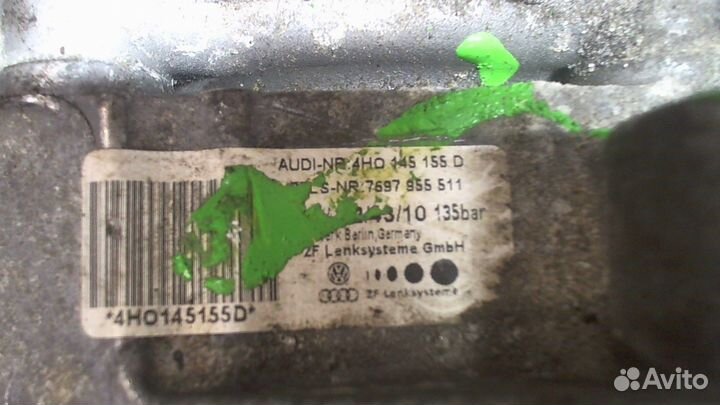 AUDI-NR. 4H0 145 155 D
LS-NR. 7697 955 511
/10 135bar
Berlin, Germany
ZF Lenksysteme GmbH
ZF Lenksysteme
*4H0145155D*
Avito